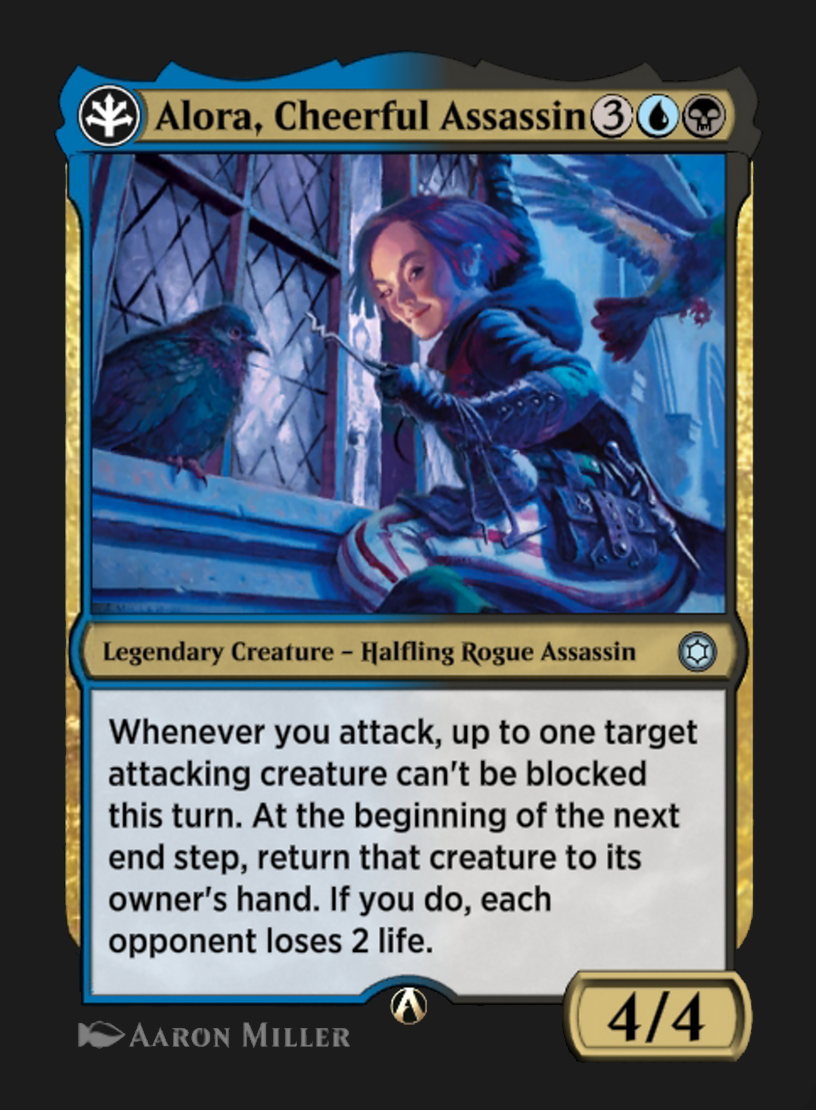 Alora, Cheerful Assassin 3
Legendary Creature – Halfling Rogue Assassin
Whenever you attack, up to one target
attacking creature can't be blocked
this turn. At the beginning of the next
end step, return that creature to its
owner's hand. If you do, each
opponent loses 2 life.
4/4
AARON MILLER